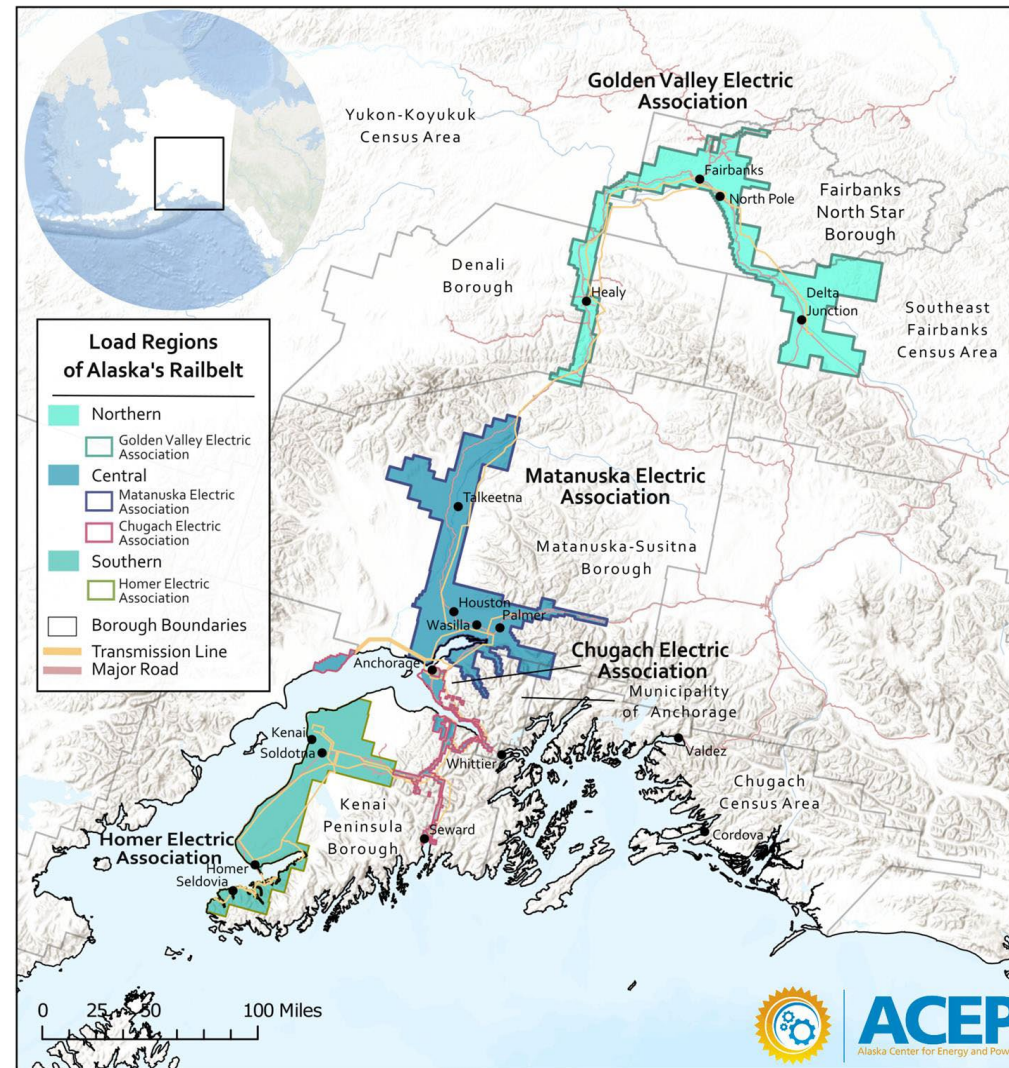 Golden Valley Electric
Association
Yukon-Koyukuk
Census Area
Fairbanks
North Pole
Fairbanks
North Star
Borough
Denali
Borough
Healy
Delta
Junction
Southeast
Fairbanks
Census Area
Load Regions
of Alaska's Railbelt
Northern
Golden Valley Electric
Association
Central
Matanuska Electric
Association
Chugach Electric
Association
Southern
Homer Electric
Association
Borough Boundaries
Transmission Line
Major Road
Matanuska Electric
Association
Talkeetna
Matanuska-Susitna
Borough
Houston
Wasilla
Palmer
Chugach Electric
Association
Anchorage
Municipality
of Anchorage
Kenai
Soldotna
Whittier
Valdez
Chugach
Census Area
Kenai
Peninsula
Borough
Seward
Cordova
Homer Electric
Association
Homer
Seldovia
0 25 50 100 Miles
ACEP
Alaska Center for Energy and Pow